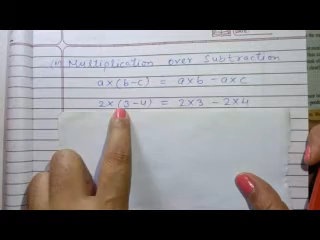 (ii) Multiplication over Subtraction
a×(b-c) = a×b - a×c
2×(3-4) = 2×3 - 2×4